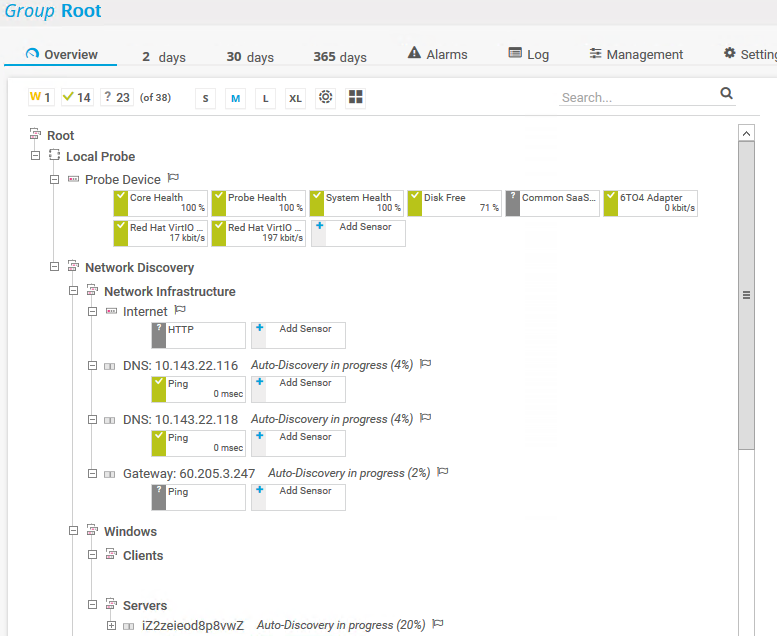 Group Root
Overview 2 days 30 days 365 days Alarms Log Management Settin
W 1 14 ? 23 (of 38) S M L XL Search...
Root
Local Probe
Probe Device
Core Health Probe Health System Health Disk Free ? Common SaaS... 6TO4 Adapter
100 % 100 % 100 % 71 % 0 kbit/s
Red Hat VirtIO ... Red Hat VirtIO ... + Add Sensor
17 kbit/s 197 kbit/s
Network Discovery
Network Infrastructure
Internet
? HTTP + Add Sensor
DNS: 10.143.22.116 Auto-Discovery in progress (4%)
Ping + Add Sensor
0 msec
DNS: 10.143.22.118 Auto-Discovery in progress (4%)
Ping + Add Sensor
0 msec
Gateway: 60.205.3.247 Auto-Discovery in progress (2%)
? Ping + Add Sensor
Windows
Clients
Servers
iZ2zeieod8p8vwZ Auto-Discovery in progress (20%)